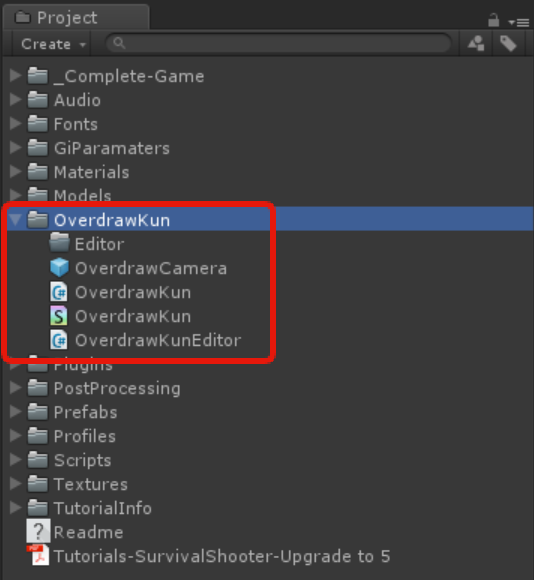 Project
Create
_Complete-Game
Audio
Fonts
GiParamaters
Materials
Models
OverdrawKun
Editor
OverdrawCamera
OverdrawKun
OverdrawKun
OverdrawKunEditor
Plugins
PostProcessing
Prefabs
Profiles
Scripts
Textures
TutorialInfo
Readme
Tutorials-SurvivalShooter-Upgrade to 5